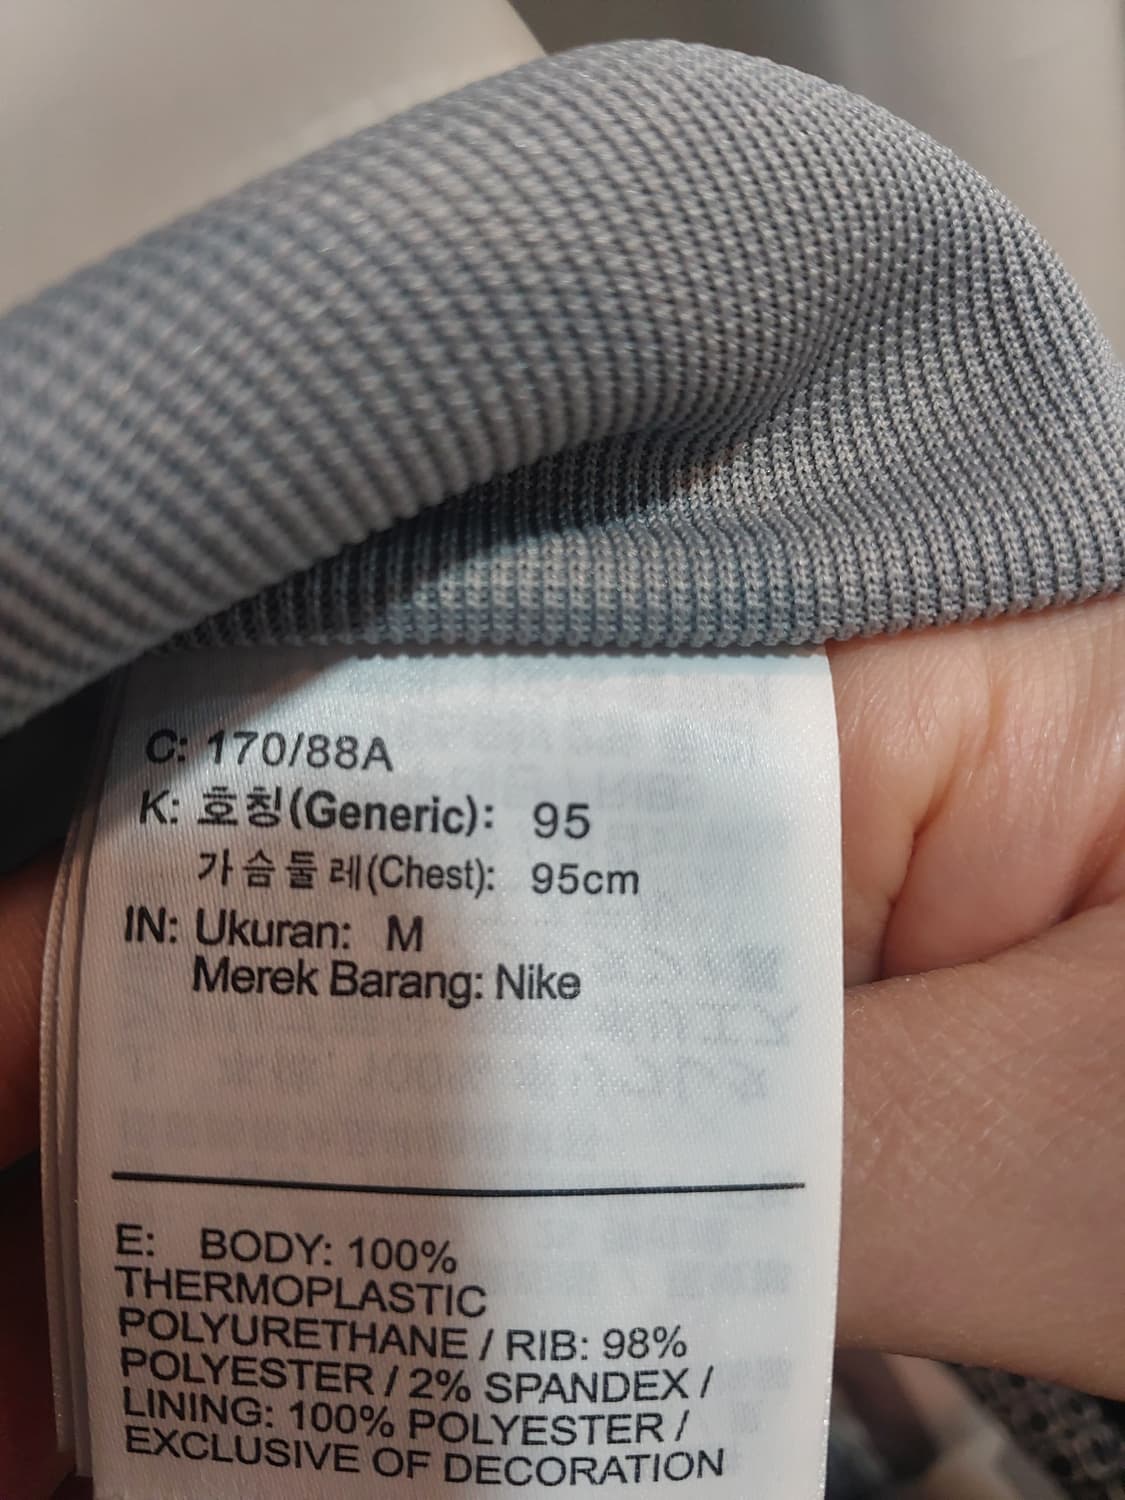 C: 170/88A
K: 호칭(Generic): 95
가슴둘레(Chest): 95cm
IN: Ukuran: M
Merek Barang: Nike
E: BODY: 100%
THERMOPLASTIC
POLYURETHANE / RIB: 98%
POLYESTER / 2% SPANDEX /
LINING: 100% POLYESTER /
EXCLUSIVE OF DECORATION